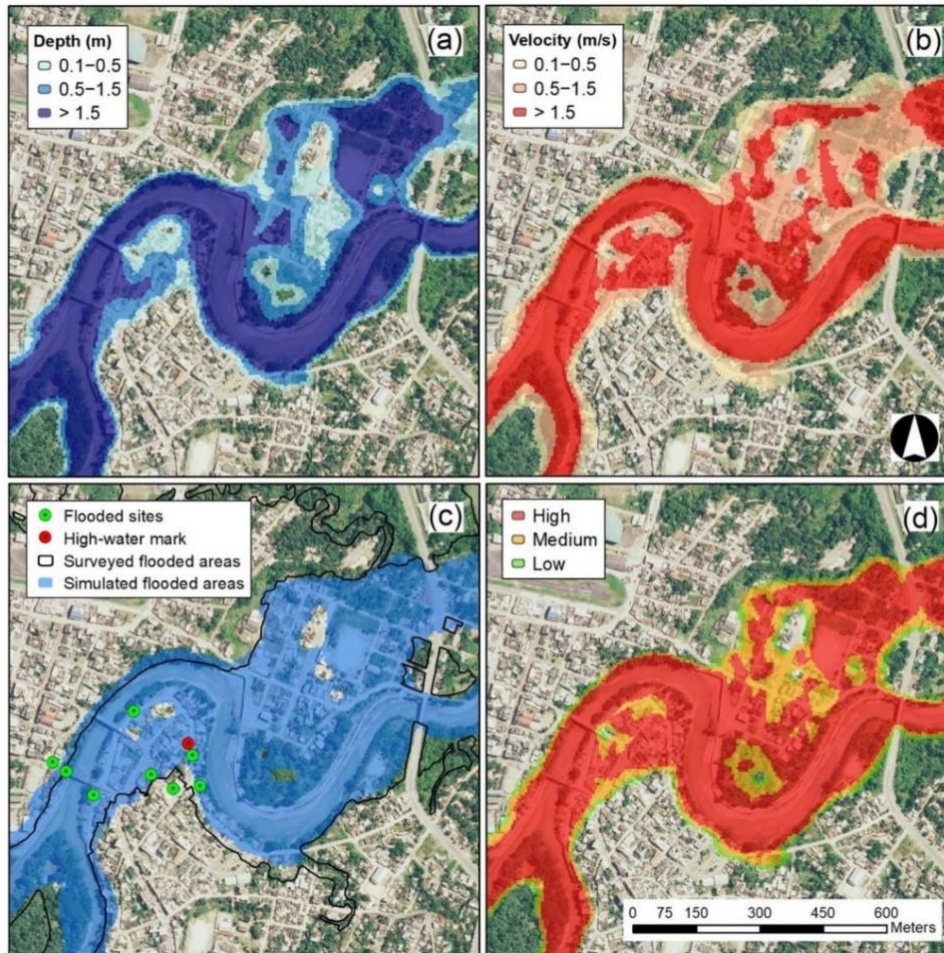 Depth (m)
0.1–0.5
0.5–1.5
> 1.5
(a)
Velocity (m/s)
0.1–0.5
0.5–1.5
> 1.5
(b)
Flooded sites
High-water mark
Surveyed flooded areas
Simulated flooded areas
(c)
High
Medium
Low
(d)
0 75 150 300 450 600
Meters